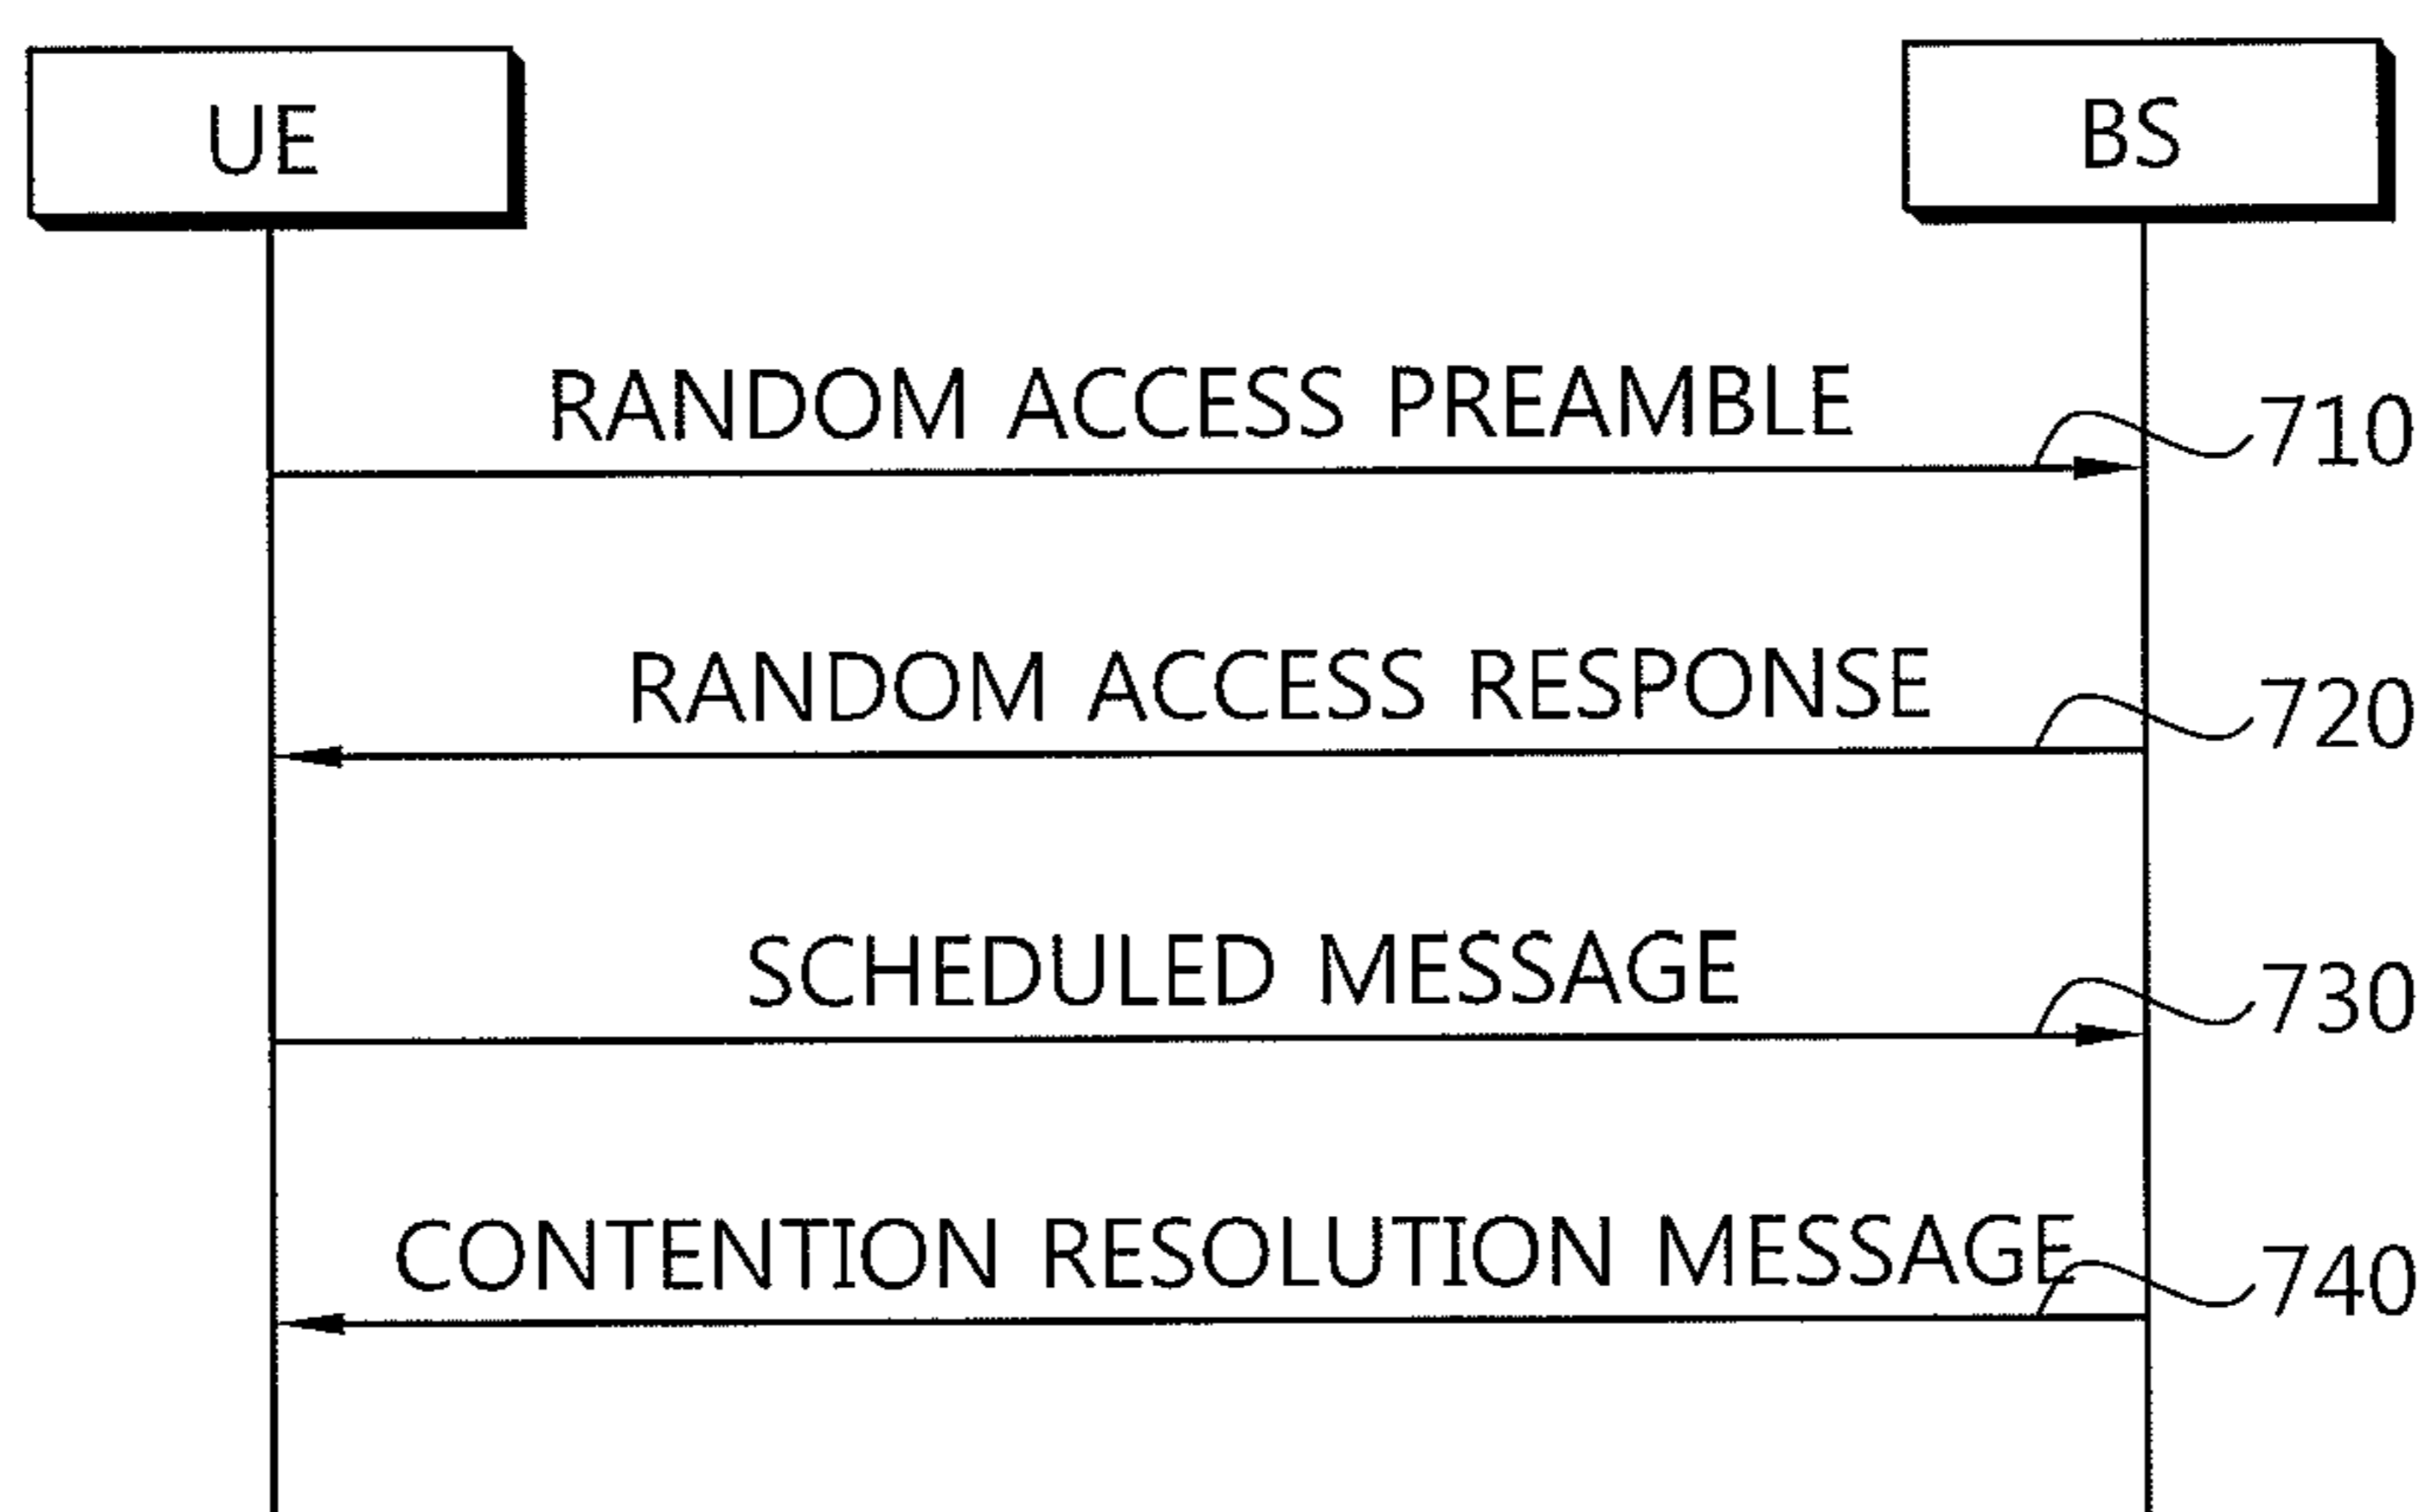 UE
BS
RANDOM ACCESS PREAMBLE
710
RANDOM ACCESS RESPONSE
720
SCHEDULED MESSAGE
730
CONTENTION RESOLUTION MESSAGE
740